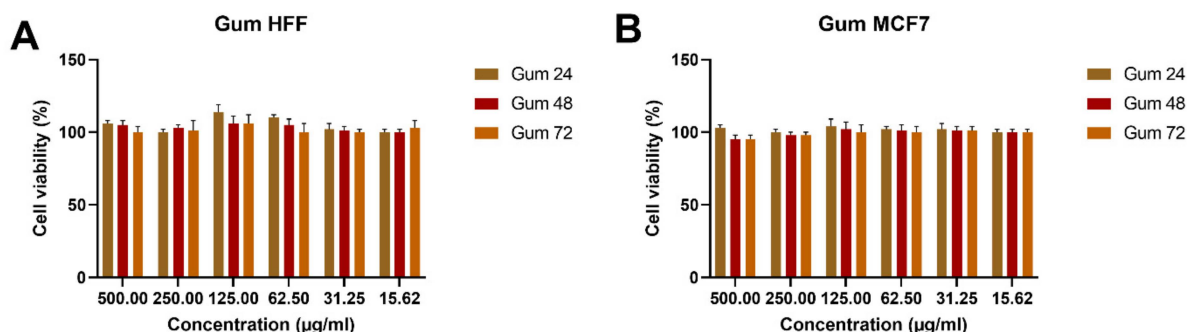 A
Gum HFF
150
100
50
0
Cell viability (%)
500.00 250.00 125.00 62.50 31.25 15.62
Concentration (µg/ml)
Gum 24
Gum 48
Gum 72
B
Gum MCF7
150
100
50
0
Cell viability (%)
500.00 250.00 125.00 62.50 31.25 15.62
Concentration (µg/ml)
Gum 24
Gum 48
Gum 72